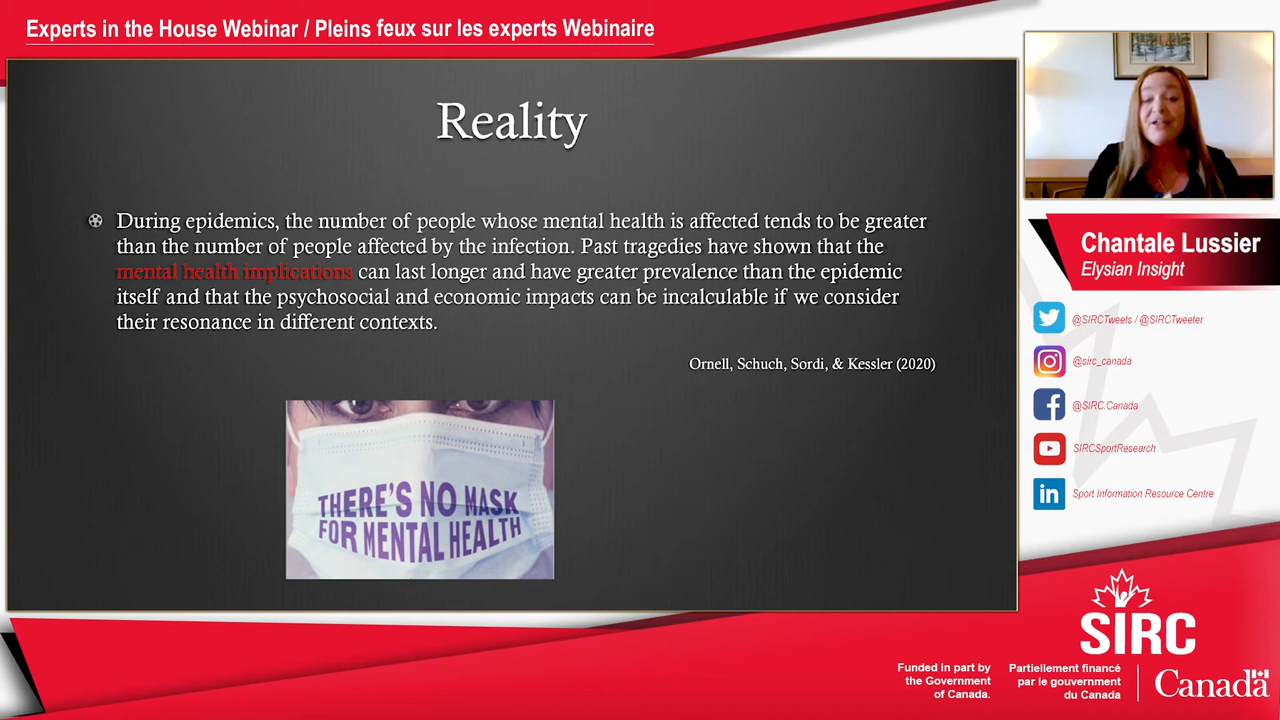 Experts in the House Webinar / Pleins feux sur les experts Webinaire
Reality
During epidemics, the number of people whose mental health is affected tends to be greater
than the number of people affected by the infection. Past tragedies have shown that the
mental health implications can last longer and have greater prevalence than the epidemic
itself and that the psychosocial and economic impacts can be incalculable if we consider
their resonance in different contexts.
Ornell, Schuch, Sordi, & Kessler (2020)
THERE'S NO MASK
FOR MENTAL HEALTH
Chantale Lussier
Elysian Insight
@SIRCTweets / @SIRCTweeter
@sirc_canada
@SIRC.Canada
SIRCSportResearch
in
Sport Information Resource Centre
SIRC
Funded in part by
the Government
of Canada.
Partiellement financé
par le gouvernment
du Canada
Canada